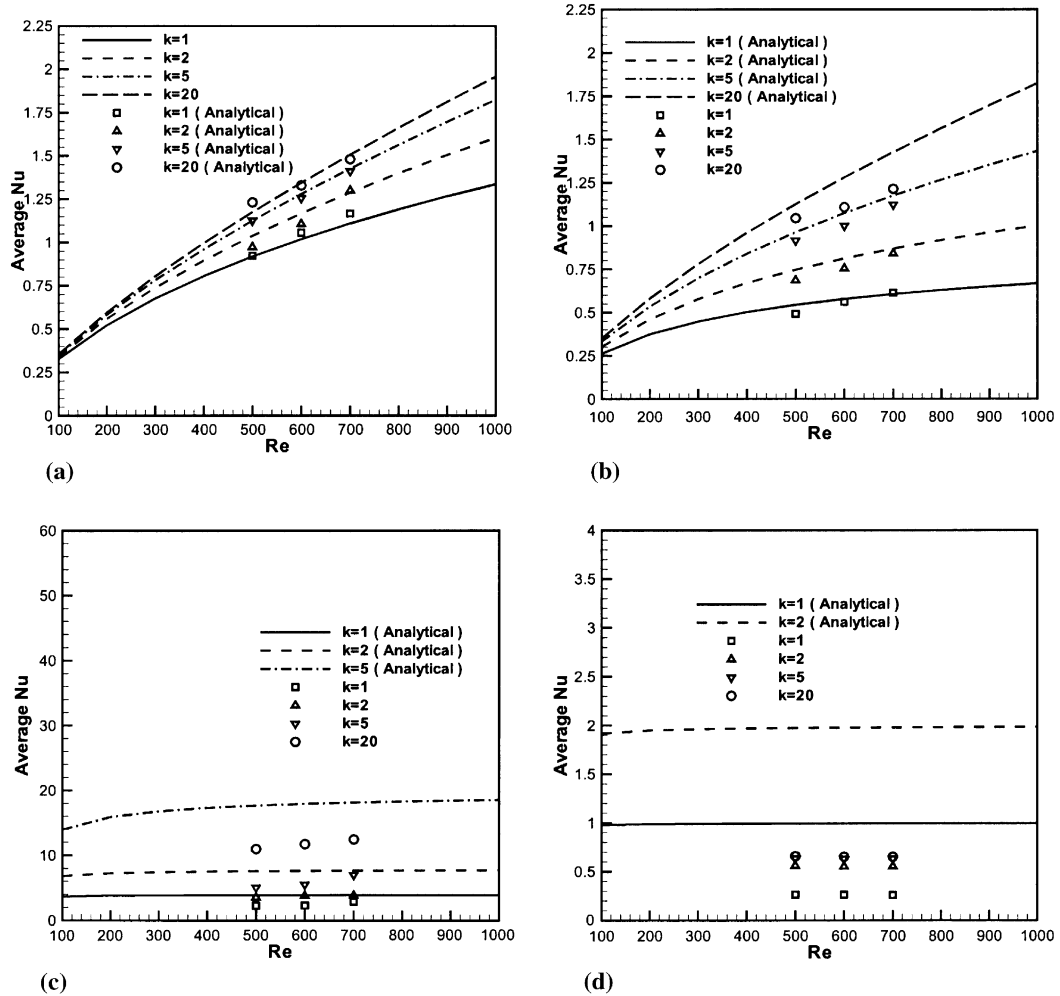 2.25
2
1.75
1.5
1.25
1
0.75
0.5
0.25
0
Average_Nu
k=1
k=2
k=5
k=20
k=1 ( Analytical )
k=2 ( Analytical )
k=5 ( Analytical )
k=20 ( Analytical )
100 200 300 400 500 600 700 800 900 1000
Re
(a)
2.25
2
1.75
1.5
1.25
1
0.75
0.5
0.25
0
Average_Nu
k=1 ( Analytical )
k=2 ( Analytical )
k=5 ( Analytical )
k=20 ( Analytical )
k=1
k=2
k=5
k=20
100 200 300 400 500 600 700 800 900 1000
Re
(b)
60
50
40
30
20
10
0
Average Nu
k=1 ( Analytical )
k=2 ( Analytical )
k=5 ( Analytical )
k=1
k=2
k=5
k=20
100 200 300 400 500 600 700 800 900 1000
Re
(c)
4
3.5
3
2.5
2
1.5
1
0.5
0
Average Nu
k=1 ( Analytical )
k=2 ( Analytical )
k=1
k=2
k=5
k=20
100 200 300 400 500 600 700 800 900 1000
Re
(d)